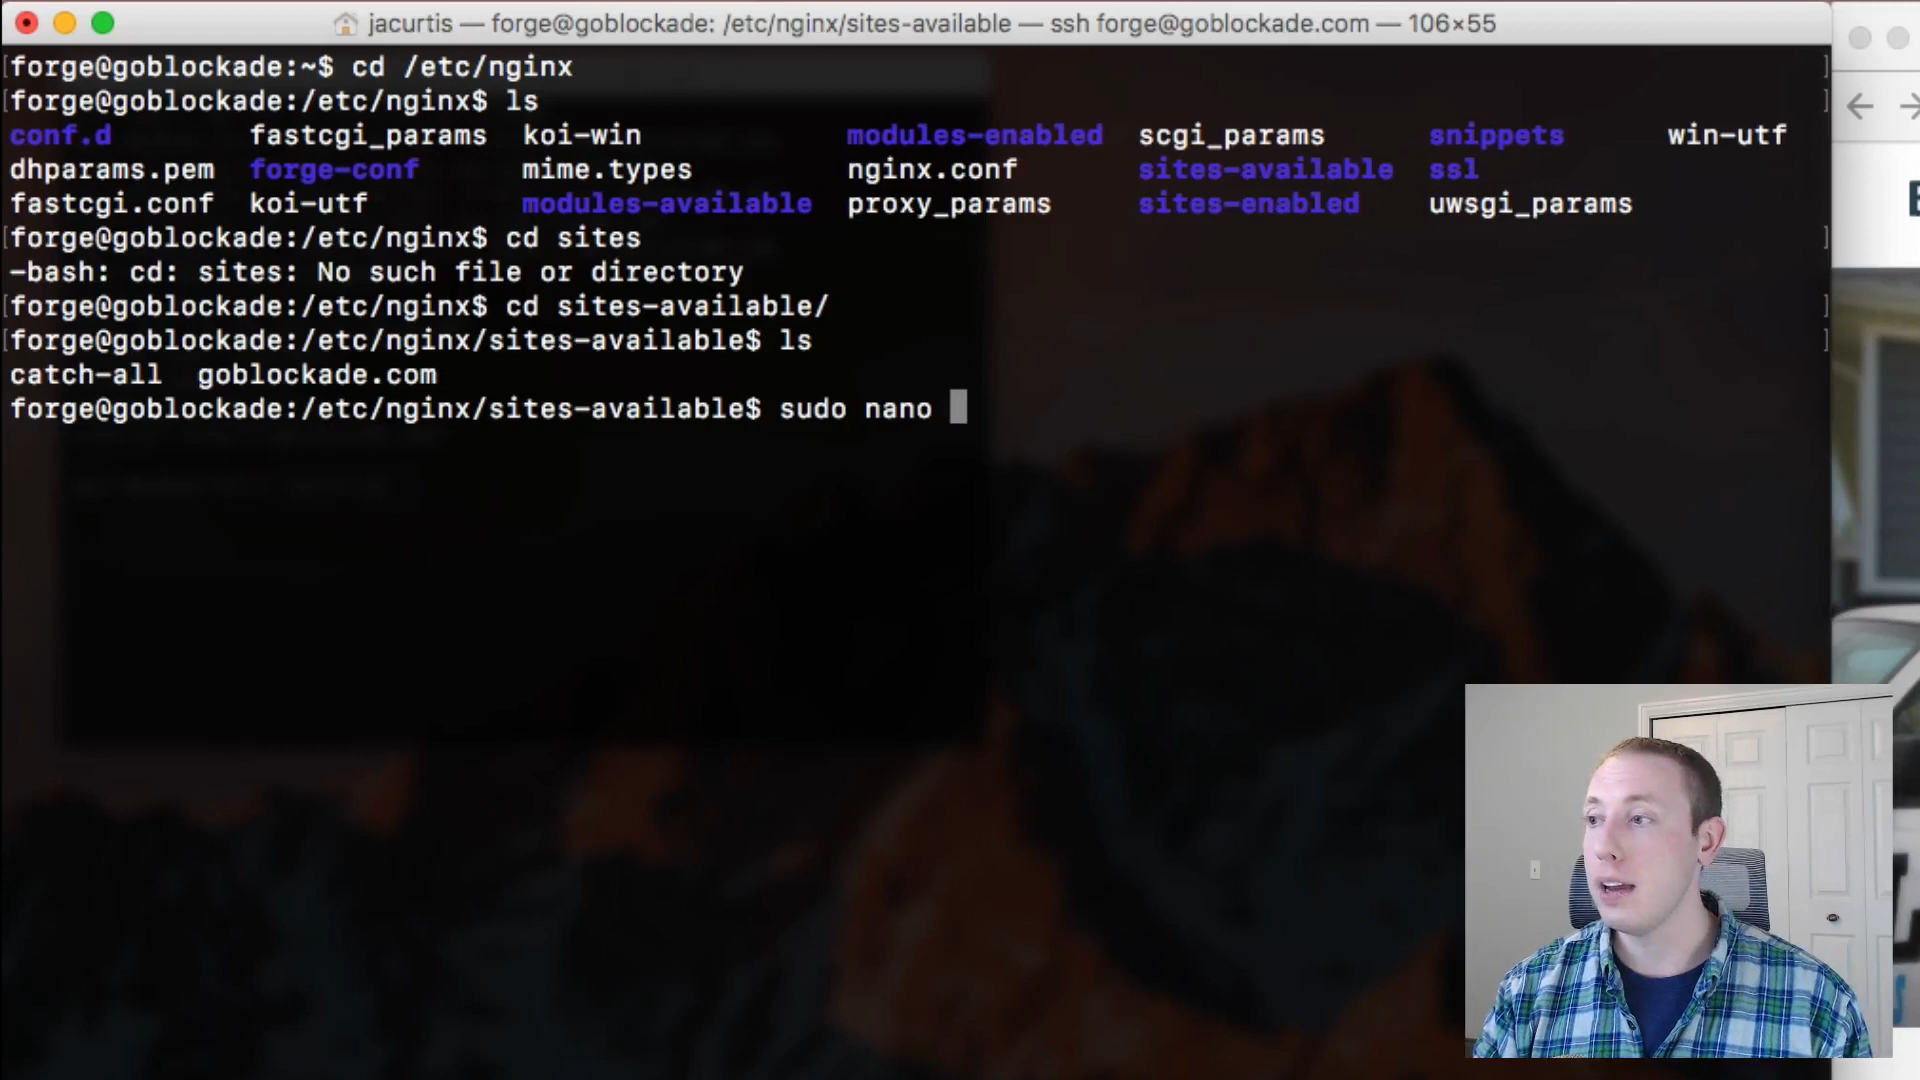 jacurtis — forge@goblockade: /etc/nginx/sites-available — ssh forge@goblockade.com — 106×55
[forge@goblockade:~$ cd /etc/nginx ]
[forge@goblockade:/etc/nginx$ ls ]
conf.d fastcgi_params koi-win modules-enabled scgi_params snippets win-utf
dhparams.pem forge-conf mime.types nginx.conf sites-available ssl
fastcgi.conf koi-utf modules-available proxy_params sites-enabled uwsgi_params
[forge@goblockade:/etc/nginx$ cd sites ]
-bash: cd: sites: No such file or directory
[forge@goblockade:/etc/nginx$ cd sites-available/ ]
[forge@goblockade:/etc/nginx/sites-available$ ls ]
catch-all goblockade.com
forge@goblockade:/etc/nginx/sites-available$ sudo nano